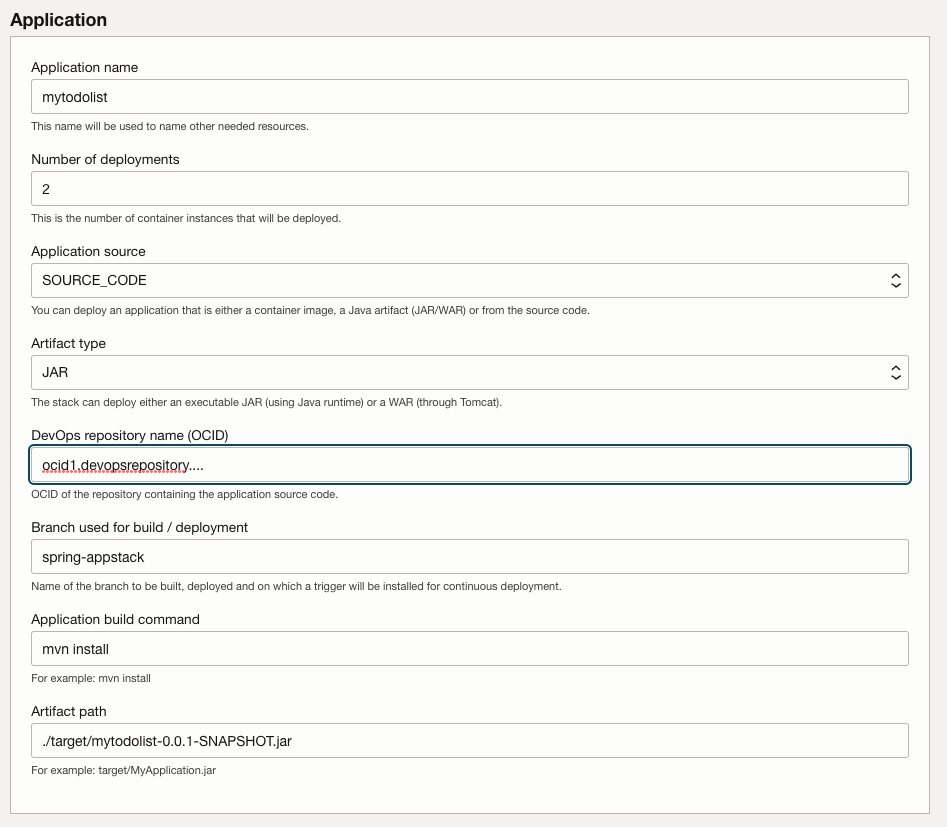 Application
Application name
mytodolist
This name will be used to name other needed resources.
Number of deployments
2
This is the number of container instances that will be deployed.
Application source
SOURCE_CODE
You can deploy an application that is either a container image, a Java artifact (JAR/WAR) or from the source code.
Artifact type
JAR
The stack can deploy either an executable JAR (using Java runtime) or a WAR (through Tomcat).
DevOps repository name (OCID)
ocid1.devopsrepository....
OCID of the repository containing the application source code.
Branch used for build / deployment
spring-appstack
Name of the branch to be built, deployed and on which a trigger will be installed for continuous deployment.
Application build command
mvn install
For example: mvn install
Artifact path
./target/mytodolist-0.0.1-SNAPSHOT.jar
For example: target/MyApplication.jar